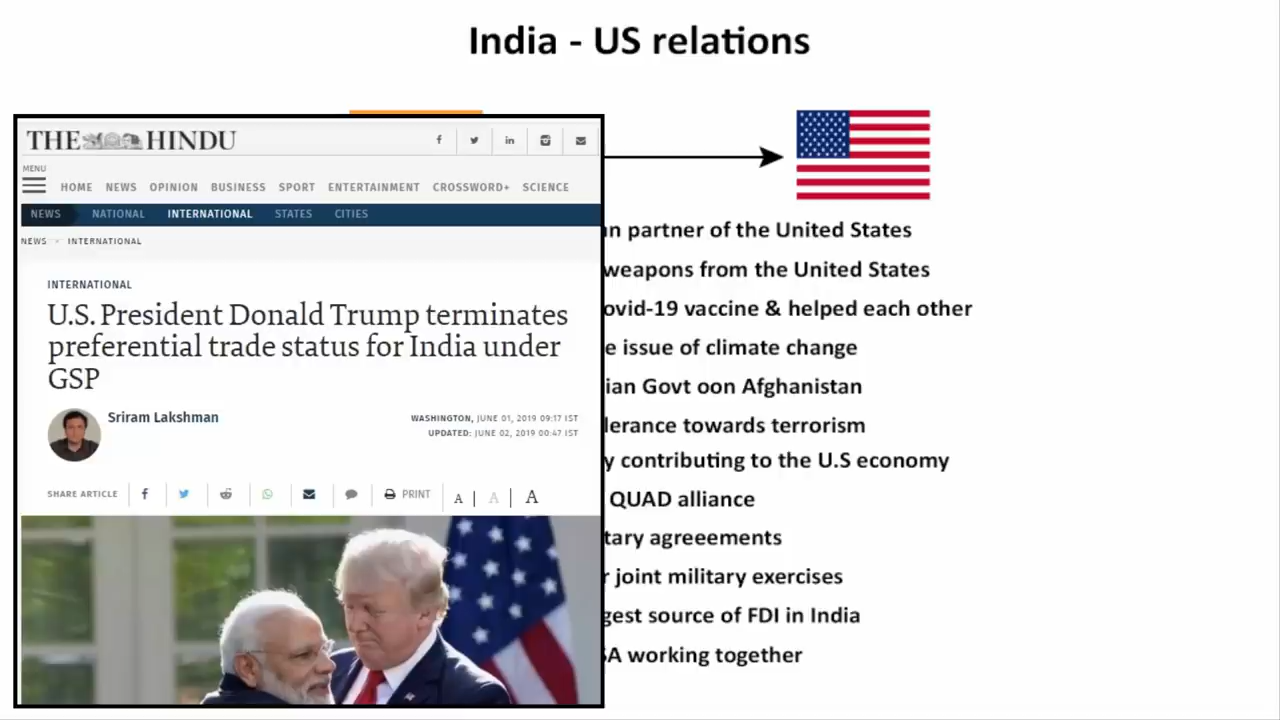 India - US relations
THE HINDU
MENU
HOME NEWS OPINION BUSINESS SPORT ENTERTAINMENT CROSSWORD+ SCIENCE
NEWS NATIONAL INTERNATIONAL STATES CITIES
NEWS INTERNATIONAL
INTERNATIONAL
U.S. President Donald Trump terminates
preferential trade status for India under
GSP
Sriram Lakshman
WASHINGTON, JUNE 01, 2019 09:17 IST
UPDATED: JUNE 02, 2019 00:47 IST
SHARE ARTICLE PRINT A | A | A
partner of the United States
weapons from the United States
ovid-19 vaccine & helped each other
issue of climate change
ian Govt oon Afghanistan
lerance towards terrorism
y contributing to the U.S economy
QUAD alliance
tary agreeements
joint military exercises
gest source of FDI in India
working together